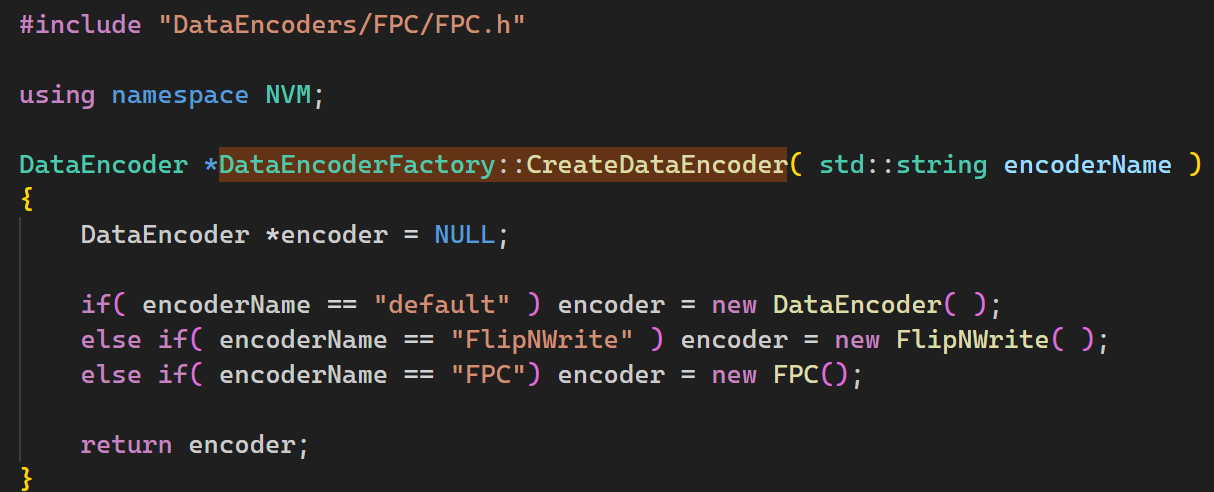 #include "DataEncoders/FPC/FPC.h"
using namespace NVM;
DataEncoder *DataEncoderFactory::CreateDataEncoder( std::string encoderName )
{
    DataEncoder *encoder = NULL;
    if( encoderName == "default" ) encoder = new DataEncoder( );
    else if( encoderName == "FlipNWrite" ) encoder = new FlipNWrite( );
    else if( encoderName == "FPC") encoder = new FPC();
    return encoder;
}